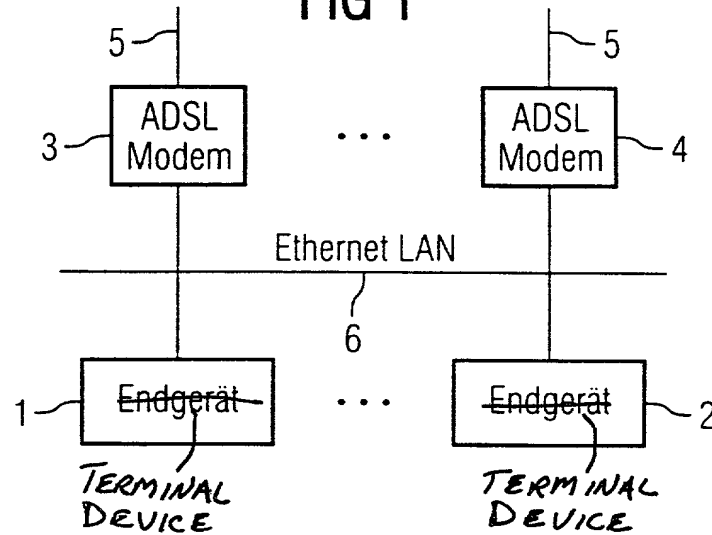 FIG 1
5
5
3
ADSL
Modem
...
ADSL
Modem
4
Ethernet LAN
6
1
Endgerät
...
Endgerät
2
TERMINAL
DEVICE
TERMINAL
DEVICE